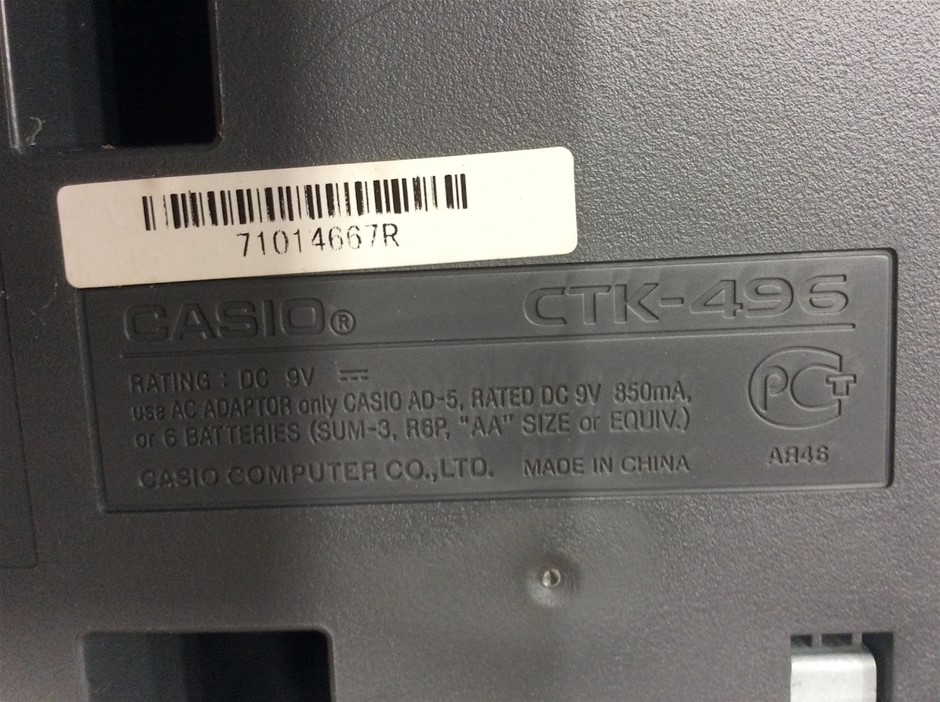 71014667R
CASIO® CTK-496
RATING : DC 9V ⎓
use AC ADAPTOR only CASIO AD-5, RATED DC 9V 850mA,
or 6 BATTERIES (SUM-3, R6P, "AA" SIZE or EQUIV.)
CASIO COMPUTER CO.,LTD. MADE IN CHINA
PCT
АЯ46